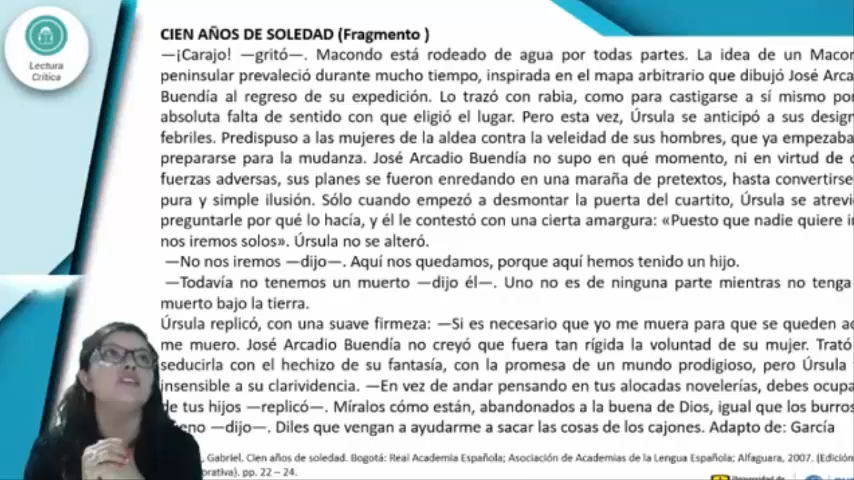 Lectura
Crítica
CIEN AÑOS DE SOLEDAD (Fragmento )
—¡Carajo! —gritó—. Macondo está rodeado de agua por todas partes. La idea de un Macon
peninsular prevaleció durante mucho tiempo, inspirada en el mapa arbitrario que dibujó José Arca
Buendía al regreso de su expedición. Lo trazó con rabia, como para castigarse a sí mismo por
absoluta falta de sentido con que eligió el lugar. Pero esta vez, Úrsula se anticipó a sus design
febriles. Predispuso a las mujeres de la aldea contra la veleidad de sus hombres, que ya empezaba
prepararse para la mudanza. José Arcadio Buendía no supo en qué momento, ni en virtud de
fuerzas adversas, sus planes se fueron enredando en una maraña de pretextos, hasta convertirse
pura y simple ilusión. Sólo cuando empezó a desmontar la puerta del cuartito, Úrsula se atrevi
preguntarle por qué lo hacía, y él le contestó con una cierta amargura: «Puesto que nadie quiere ir
nos iremos solos». Úrsula no se alteró.
—No nos iremos —dijo—. Aquí nos quedamos, porque aquí hemos tenido un hijo.
—Todavía no tenemos un muerto —dijo él—. Uno no es de ninguna parte mientras no tenga
muerto bajo la tierra.
Úrsula replicó, con una suave firmeza: —Si es necesario que yo me muera para que se queden a
me muero. José Arcadio Buendía no creyó que fuera tan rígida la voluntad de su mujer. Trató
seducirla con el hechizo de su fantasía, con la promesa de un mundo prodigioso, pero Úrsula
insensible a su clarividencia. —En vez de andar pensando en tus alocadas novelerías, debes ocupa
de tus hijos —replicó—. Míralos cómo están, abandonados a la buena de Dios, igual que los burros
—dijo—. Diles que vengan a ayudarme a sacar las cosas de los cajones. Adapto de: García
Gabriel. Cien años de soledad. Bogotá: Real Academia Española; Asociación de Academias de la Lengua Española; Alfaguara, 2007. (Edición
pp. 22 – 24.